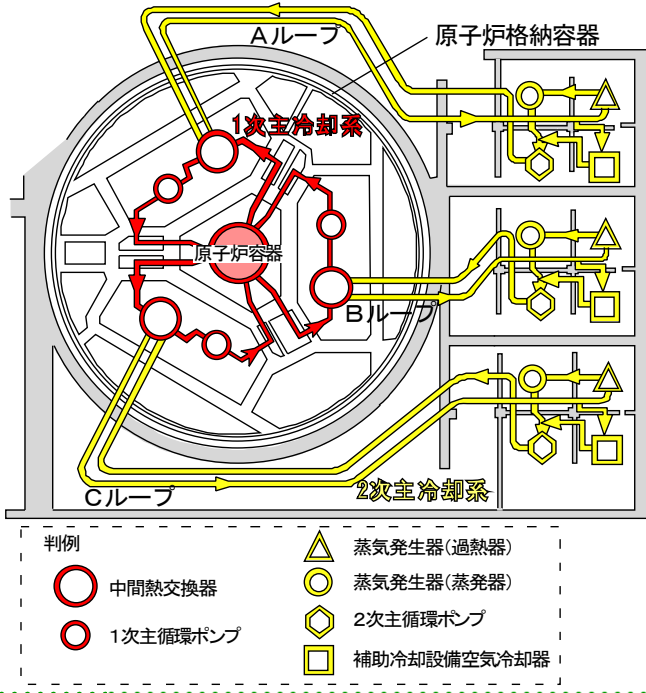 Aループ
原子炉格納容器
1次主冷却系
原子炉容器
Bループ
Cループ
2次主冷却系
判例
中間熱交換器
1次主循環ポンプ
蒸気発生器(過熱器)
蒸気発生器(蒸発器)
2次主循環ポンプ
補助冷却設備空気冷却器